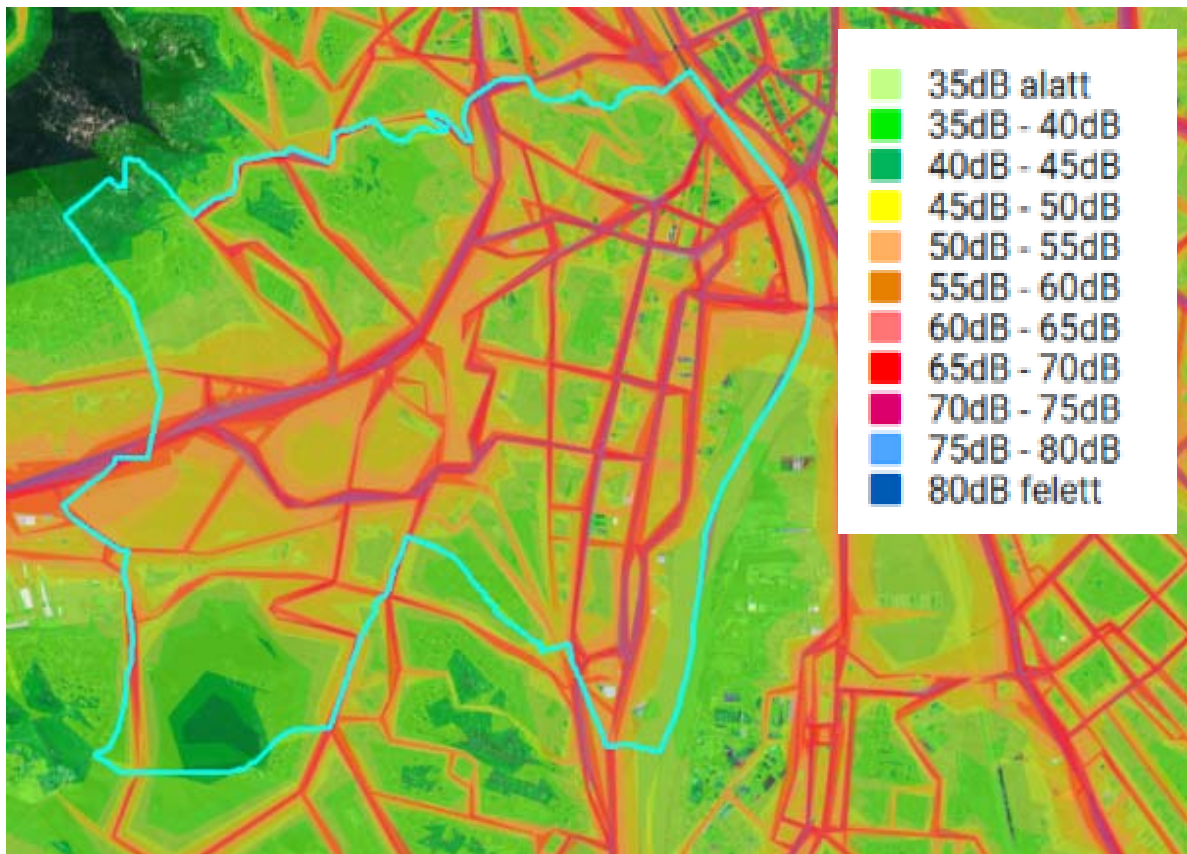 35dB alatt
35dB - 40dB
40dB - 45dB
45dB - 50dB
50dB - 55dB
55dB - 60dB
60dB - 65dB
65dB - 70dB
70dB - 75dB
75dB - 80dB
80dB felett